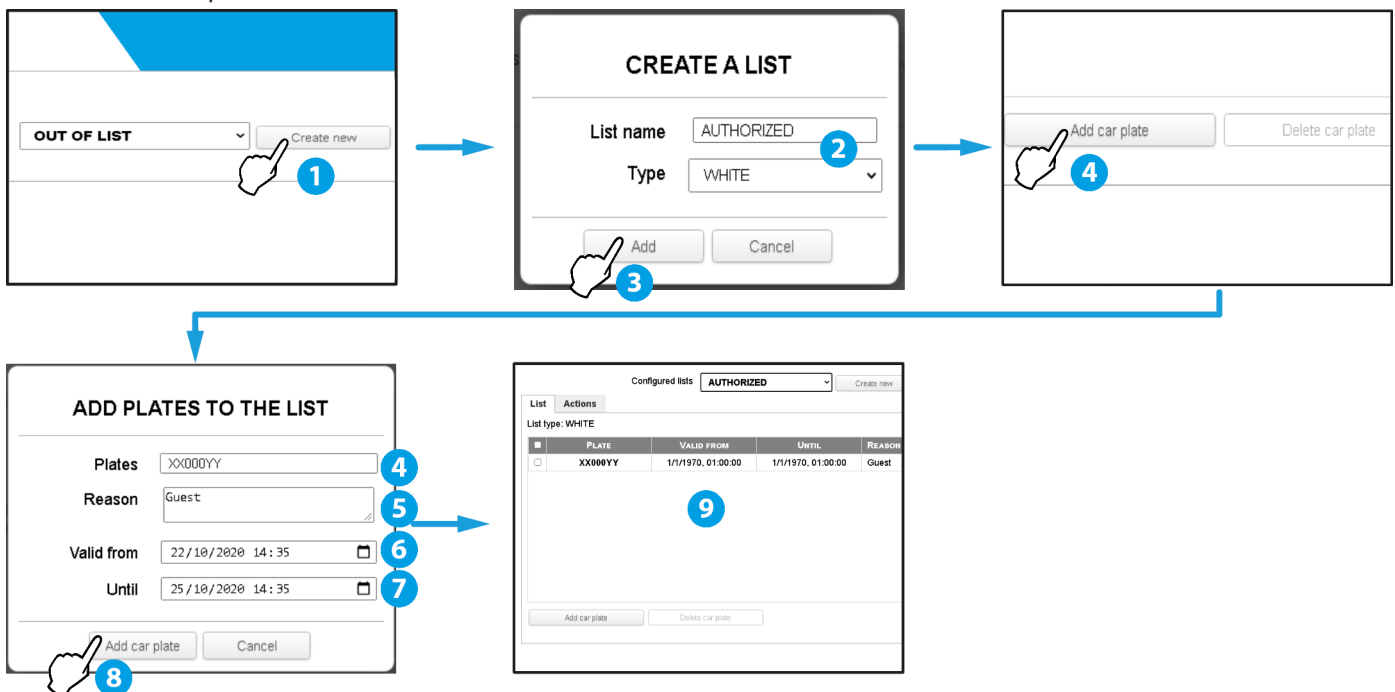 OUT OF LIST
Create new
1
CREATE A LIST
List name AUTHORIZED
2
Type WHITE
Add Cancel
3
Add car plate Delete car plate
4
ADD PLATES TO THE LIST
Plates XX000YY
4
Reason Guest
5
Valid from 22/10/2020 14:35
6
Until 25/10/2020 14:35
7
Add car plate Cancel
8
Configured lists AUTHORIZED Create new
List Actions
List type: WHITE
PLATE VALID FROM UNTIL REASON
XX000YY 1/1/1970, 01:00:00 1/1/1970, 01:00:00 Guest
9
Add car plate Delete car plate